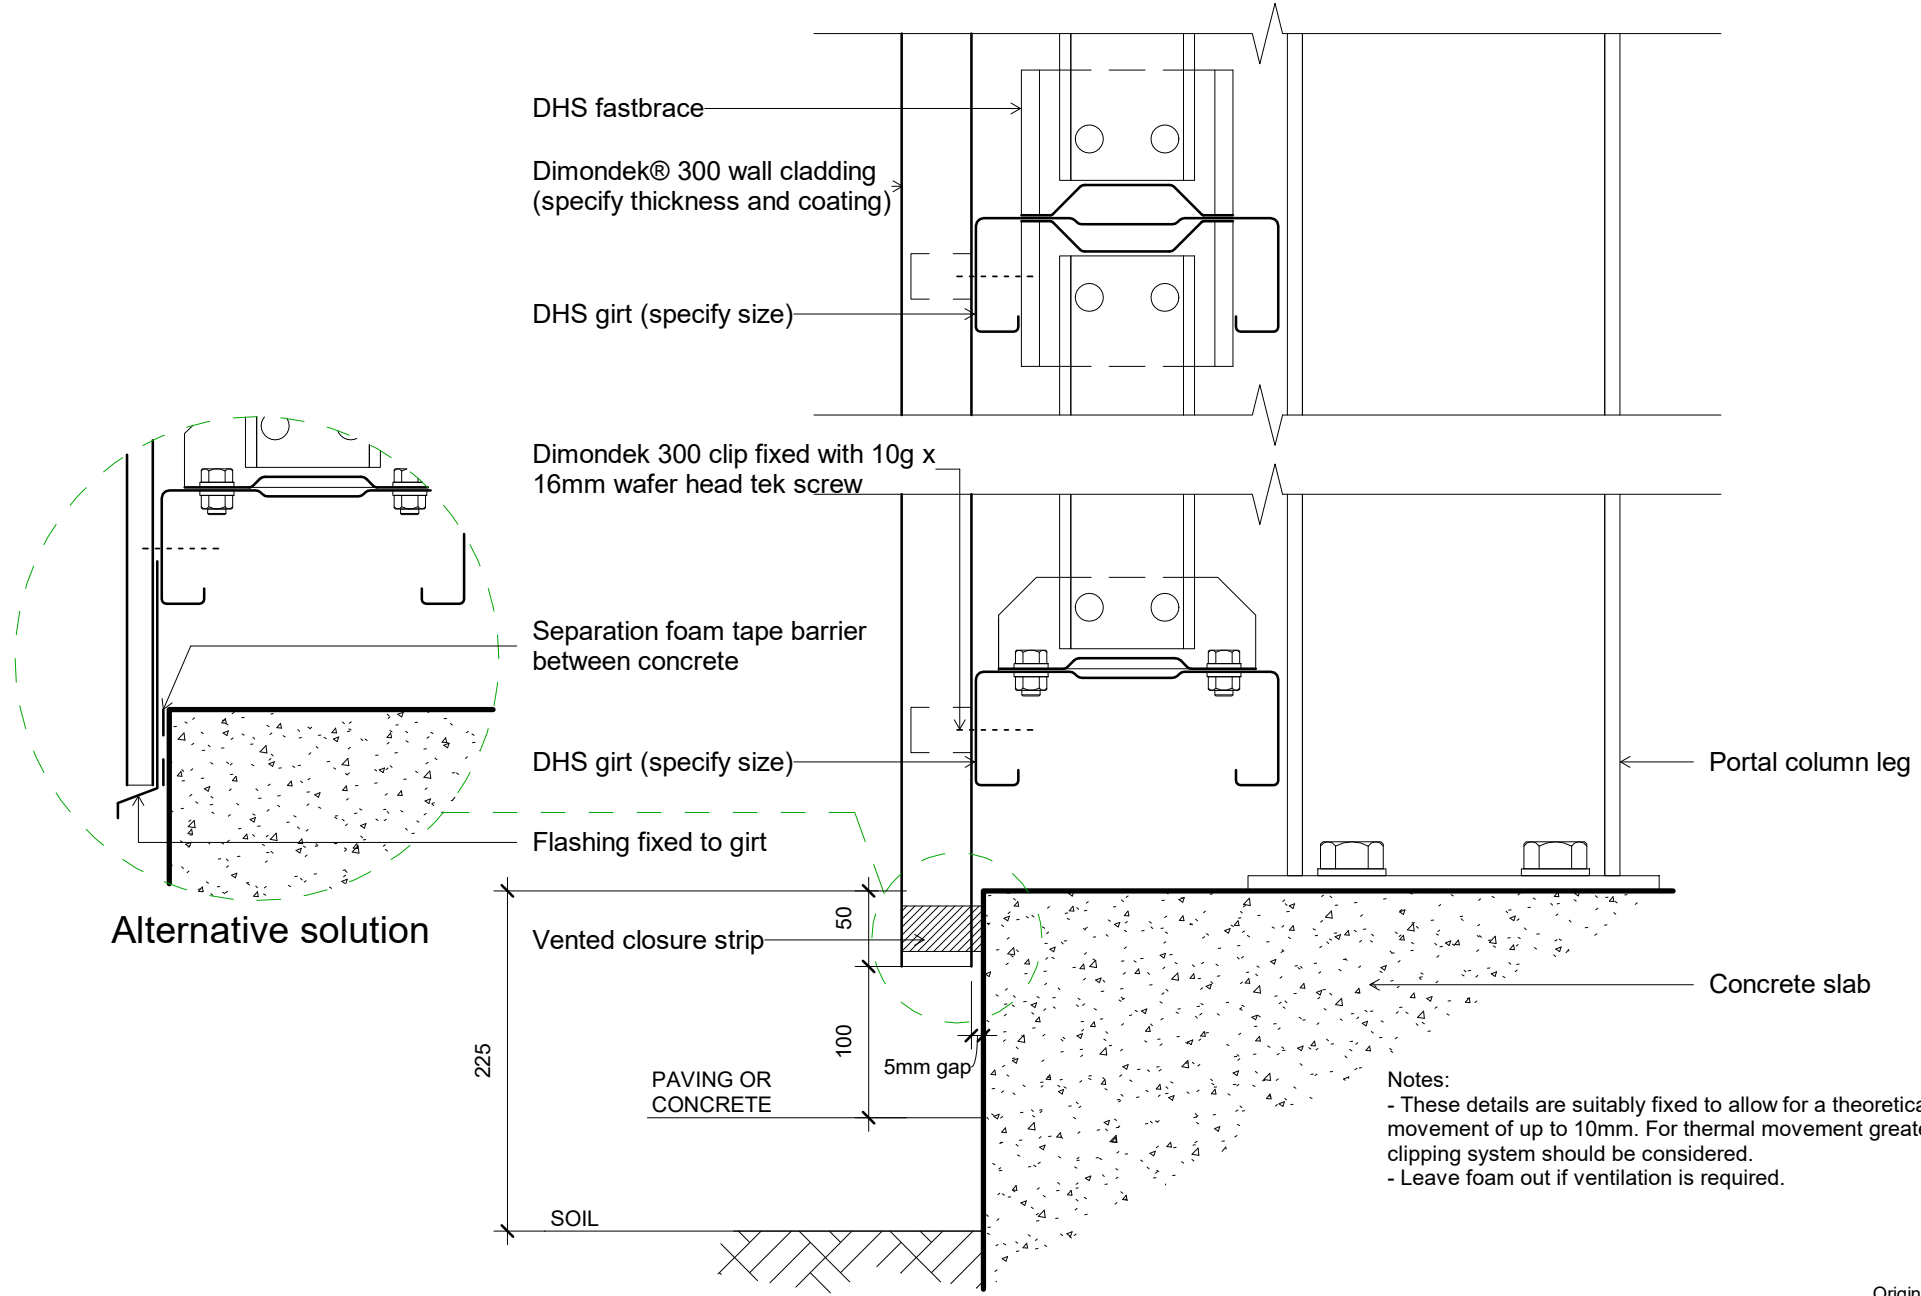 DHS fastbrace
Dimondek® 300 wall cladding
(specify thickness and coating)
DHS girt (specify size)
Dimondek 300 clip fixed with 10g x
16mm wafer head tek screw
Separation foam tape barrier
between concrete
DHS girt (specify size)
Portal column leg
Flashing fixed to girt
Alternative solution
Vented closure strip
50
Concrete slab
225
100
5mm gap
PAVING OR
CONCRETE
Notes:
- These details are suitably fixed to allow for a theoretica
movement of up to 10mm. For thermal movement greate
clipping system should be considered.
- Leave foam out if ventilation is required.
SOIL
Origin